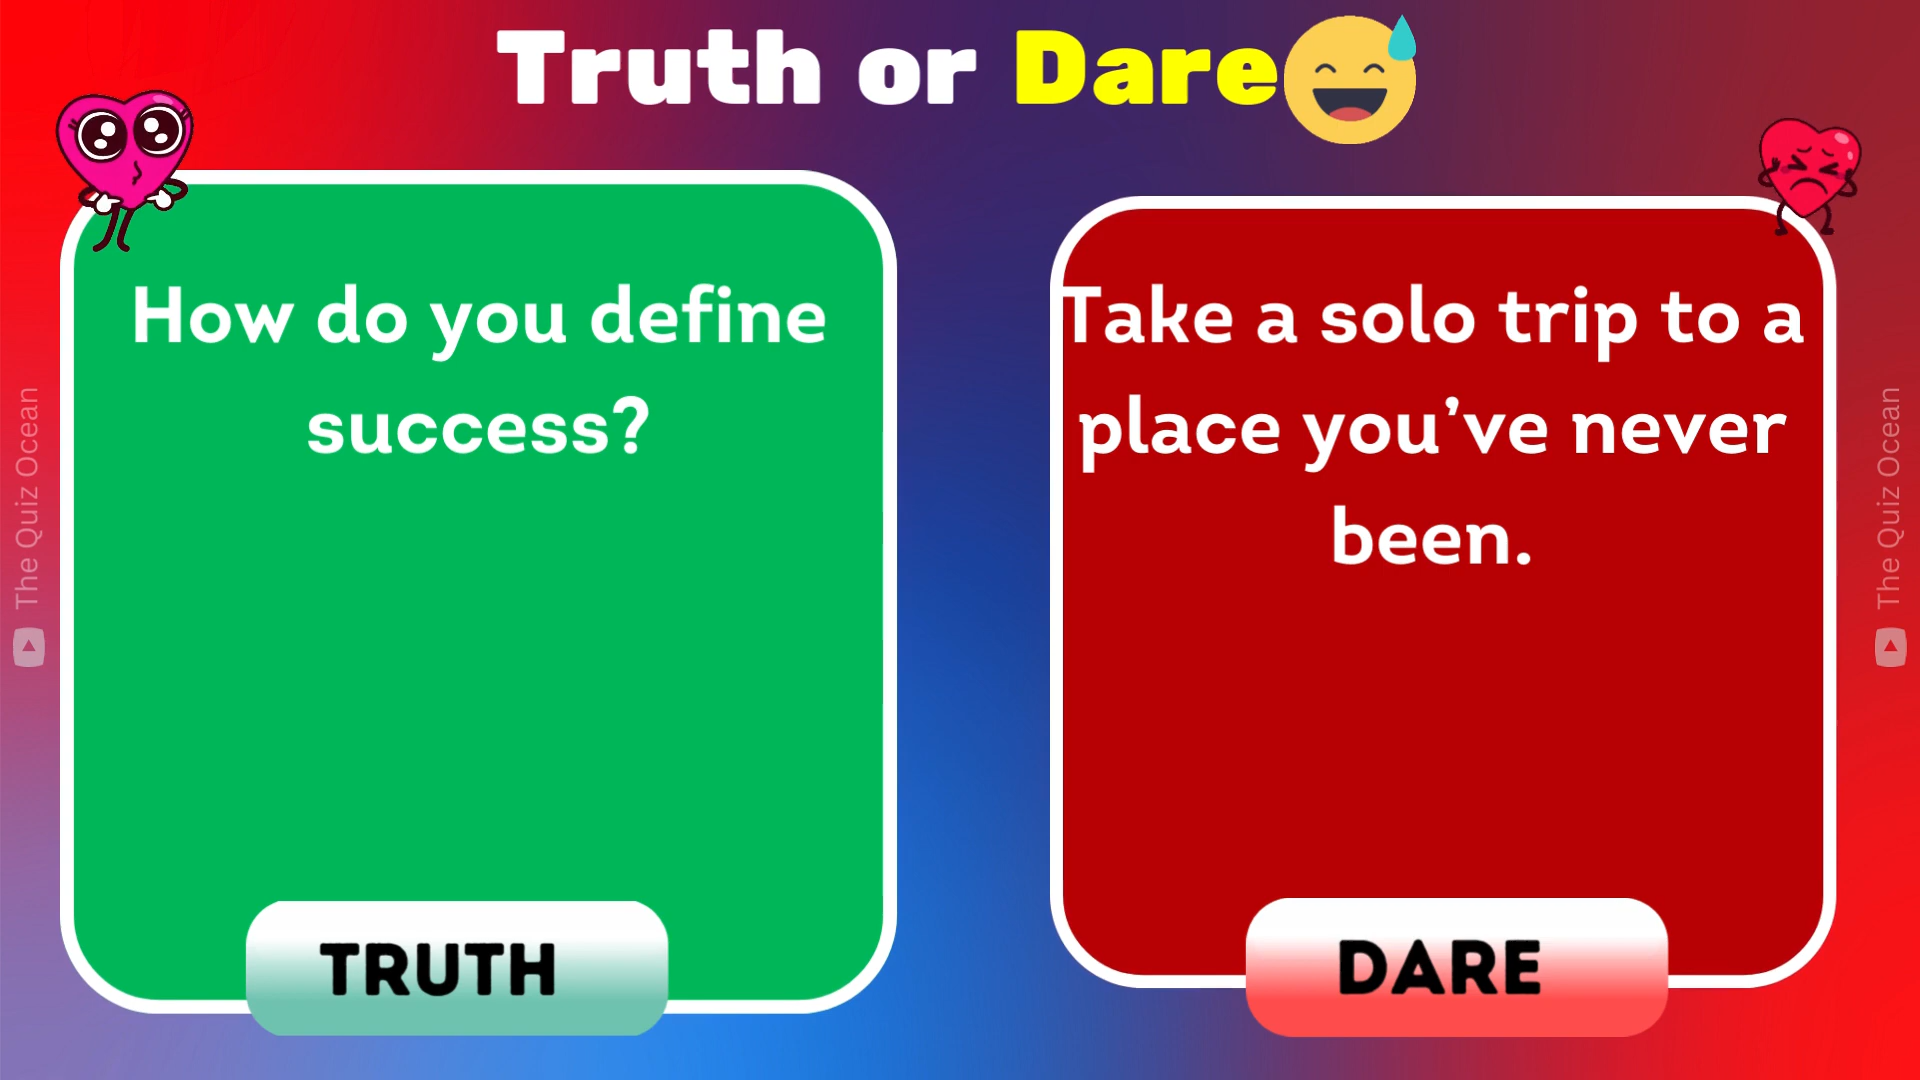 Truth or Dare
How do you define
success?
TRUTH
Take a solo trip to a
place you’ve never
been.
DARE
The Quiz Ocean
The Quiz Ocean